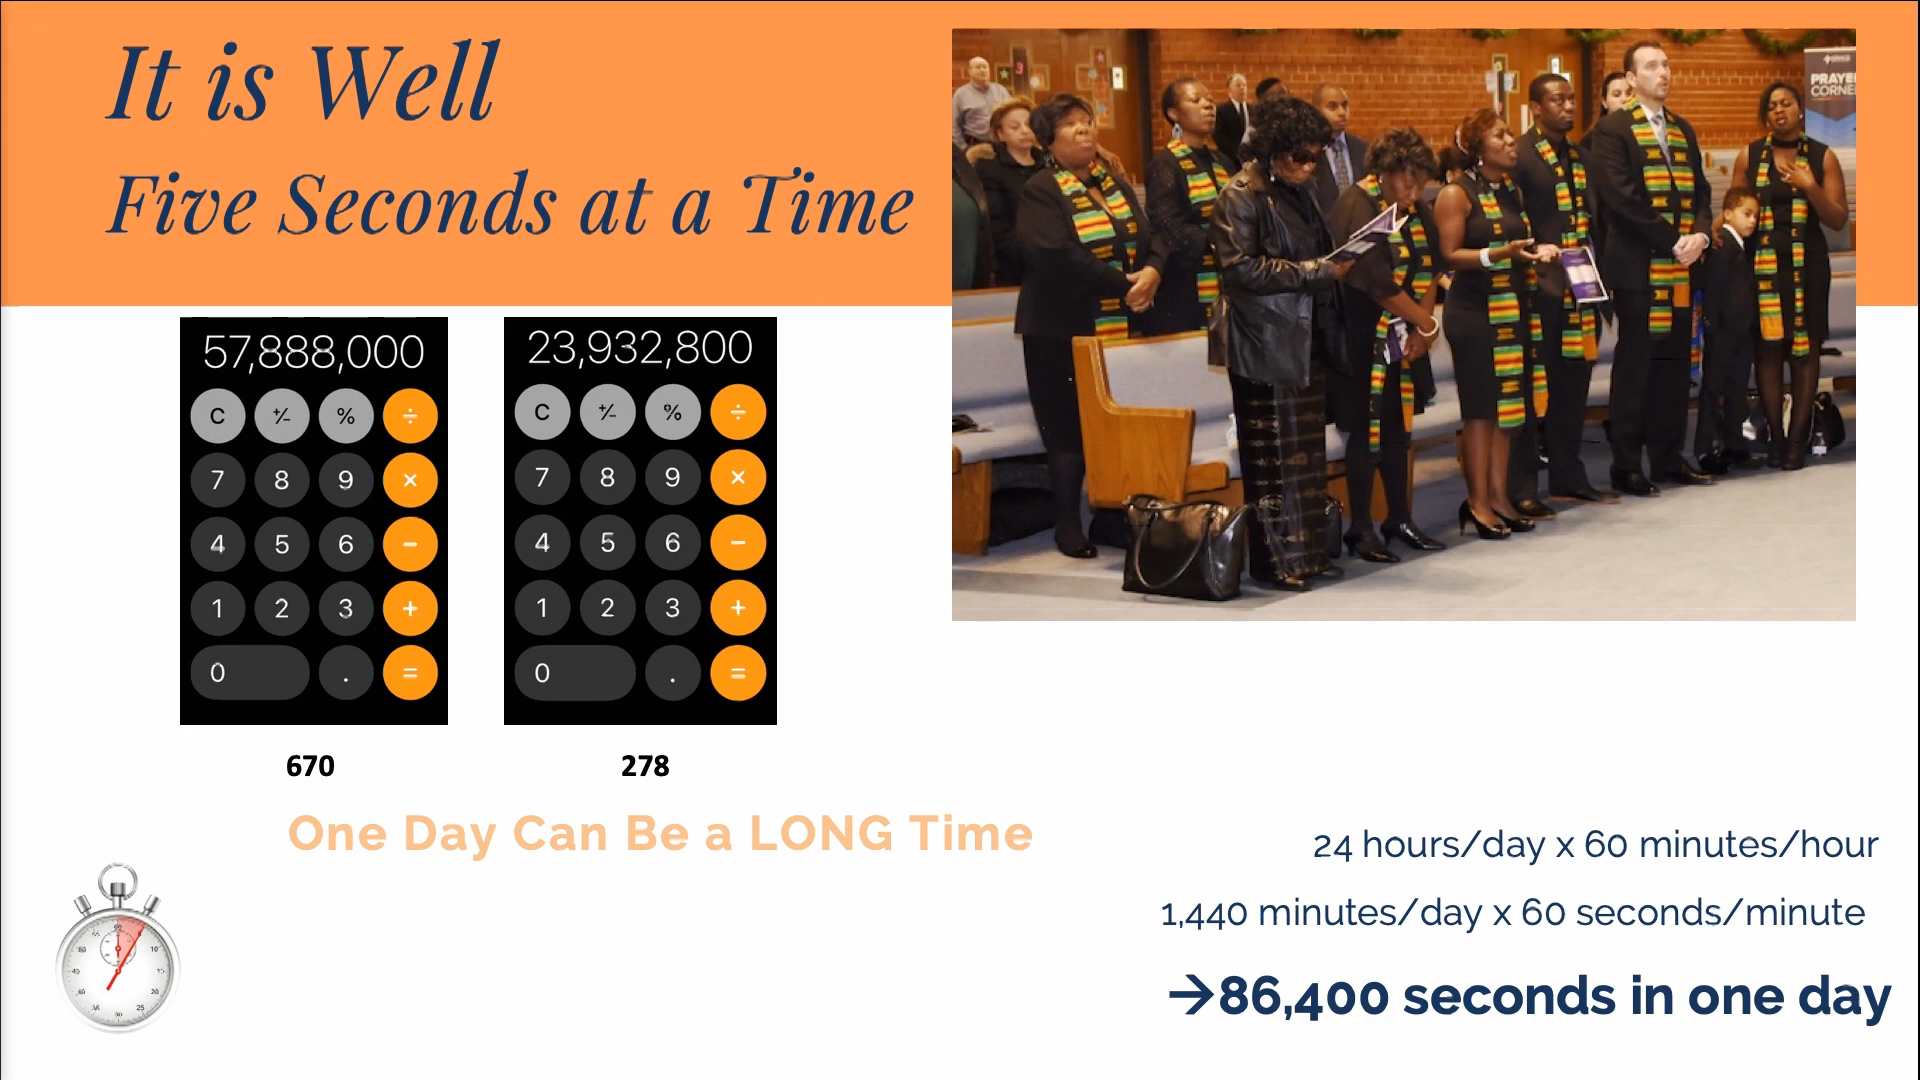 It is Well
Five Seconds at a Time
PRAYE
CORNE
57,888,000
C +⁄- % ÷
7 8 9 ×
4 5 6 −
1 2 3 +
0 . =
670
23,932,800
C +⁄- % ÷
7 8 9 ×
4 5 6 −
1 2 3 +
0 . =
278
One Day Can Be a LONG Time
24 hours/day x 60 minutes/hour
1,440 minutes/day x 60 seconds/minute
→86,400 seconds in one day